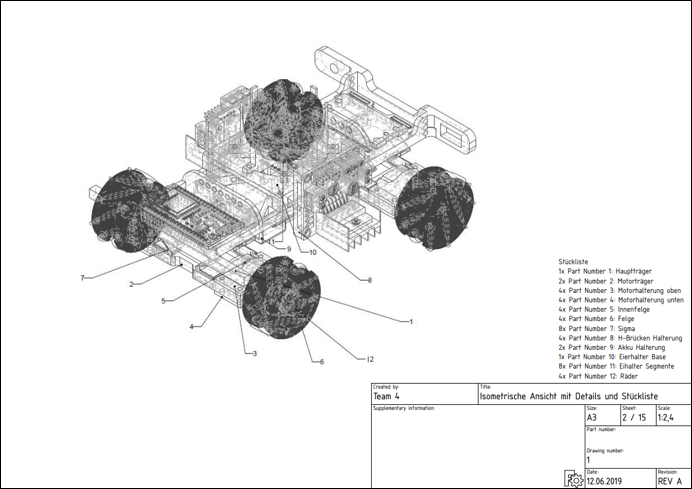 11
9
10
8
7
2
5
4
1
3
12
6
Stückliste
1x Part Number 1: Hauptträger
2x Part Number 2: Motorträger
4x Part Number 3: Motorhalterung oben
4x Part Number 4: Motorhalterung unten
4x Part Number 5: Innenfelge
4x Part Number 6: Felge
8x Part Number 7: Sigma
4x Part Number 8: H-Brücken Halterung
2x Part Number 9: Akku Halterung
1x Part Number 10: Eierhalter Base
8x Part Number 11: Eihalter Segmente
4x Part Number 12: Räder
Created by:
Team 4
Title:
Isometrische Ansicht mit Details und Stückliste
Supplementary information:
Size:
A3
Sheet:
2 / 15
Scale:
1:2,4
Part number:
Drawing number:
1
Date:
12.06.2019
Revision:
REV A